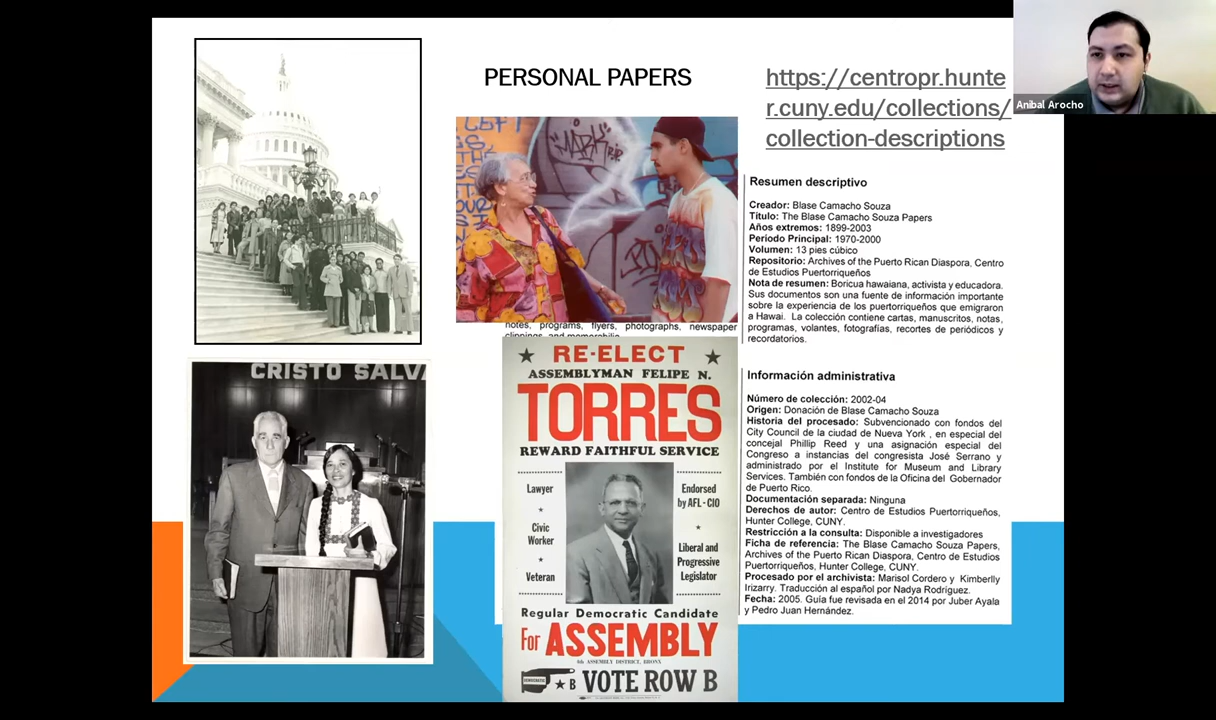 PERSONAL PAPERS
https://centropr.hunte
r.cuny.edu/collections/
collection-descriptions
Anibal Arocho
MARK
RIP
notes, programs, flyers, photographs, newspaper
clippings, and memorabilia
Resumen descriptivo
Creador: Blase Camacho Souza
Título: The Blase Camacho Souza Papers
Años extremos: 1899-2003
Periodo Principal: 1970-2000
Volumen: 13 pies cúbico
Repositorio: Archives of the Puerto Rican Diaspora, Centro
de Estudios Puertorriqueños
Nota de resumen: Boricua hawaiana, activista y educadora.
Sus documentos son una fuente de información importante
sobre la experiencia de los puertorriqueños que emigraron
a Hawai. La colección contiene cartas, manuscritos, notas,
programas, volantes, fotografías, recortes de periódicos y
recordatorios.
Información administrativa
Número de colección: 2002-04
Origen: Donación de Blase Camacho Souza
Historia del procesado: Subvencionado con fondos del
City Council de la ciudad de Nueva York , en especial del
concejal Phillip Reed y una asignación especial del
Congreso a instancias del congresista José Serrano y
administrado por el Institute for Museum and Library
Services. También con fondos de la Oficina del Gobernador
de Puerto Rico.
Documentación separada: Ninguna
Derechos de autor: Centro de Estudios Puertorriqueños,
Hunter College, CUNY.
Restricción a la consulta: Disponible a investigadores
Ficha de referencia: The Blase Camacho Souza Papers,
Archives of the Puerto Rican Diaspora, Centro de Estudios
Puertorriqueños, Hunter College, CUNY.
Procesado por el archivista: Marisol Cordero y Kimberlly
Irizarry. Traducción al español por Nadya Rodríguez.
Fecha: 2005. Guía fue revisada en el 2014 por Juber Ayala
y Pedro Juan Hernández.
CRISTO SALVA
RE-ELECT
ASSEMBLYMAN FELIPE N.
TORRES
REWARD FAITHFUL SERVICE
Lawyer
Civic
Worker
Veteran
Endorsed
by AFL-CIO
Liberal and
Progressive
Legislator
Regular Democratic Candidate
For ASSEMBLY
4th ASSEMBLY DISTRICT, BRONX
DEMOCRATIC
B VOTE ROW B